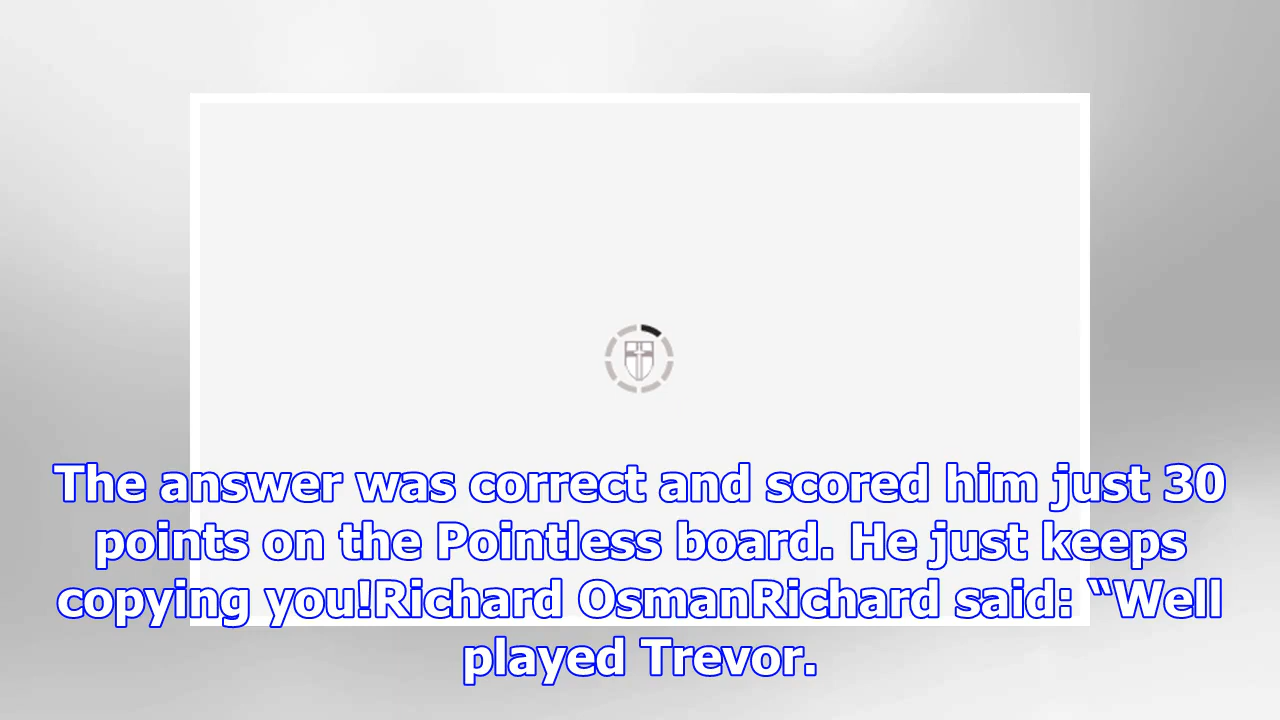 The answer was correct and scored him just 30
points on the Pointless board. He just keeps
copying you!Richard OsmanRichard said: “Well
played Trevor.